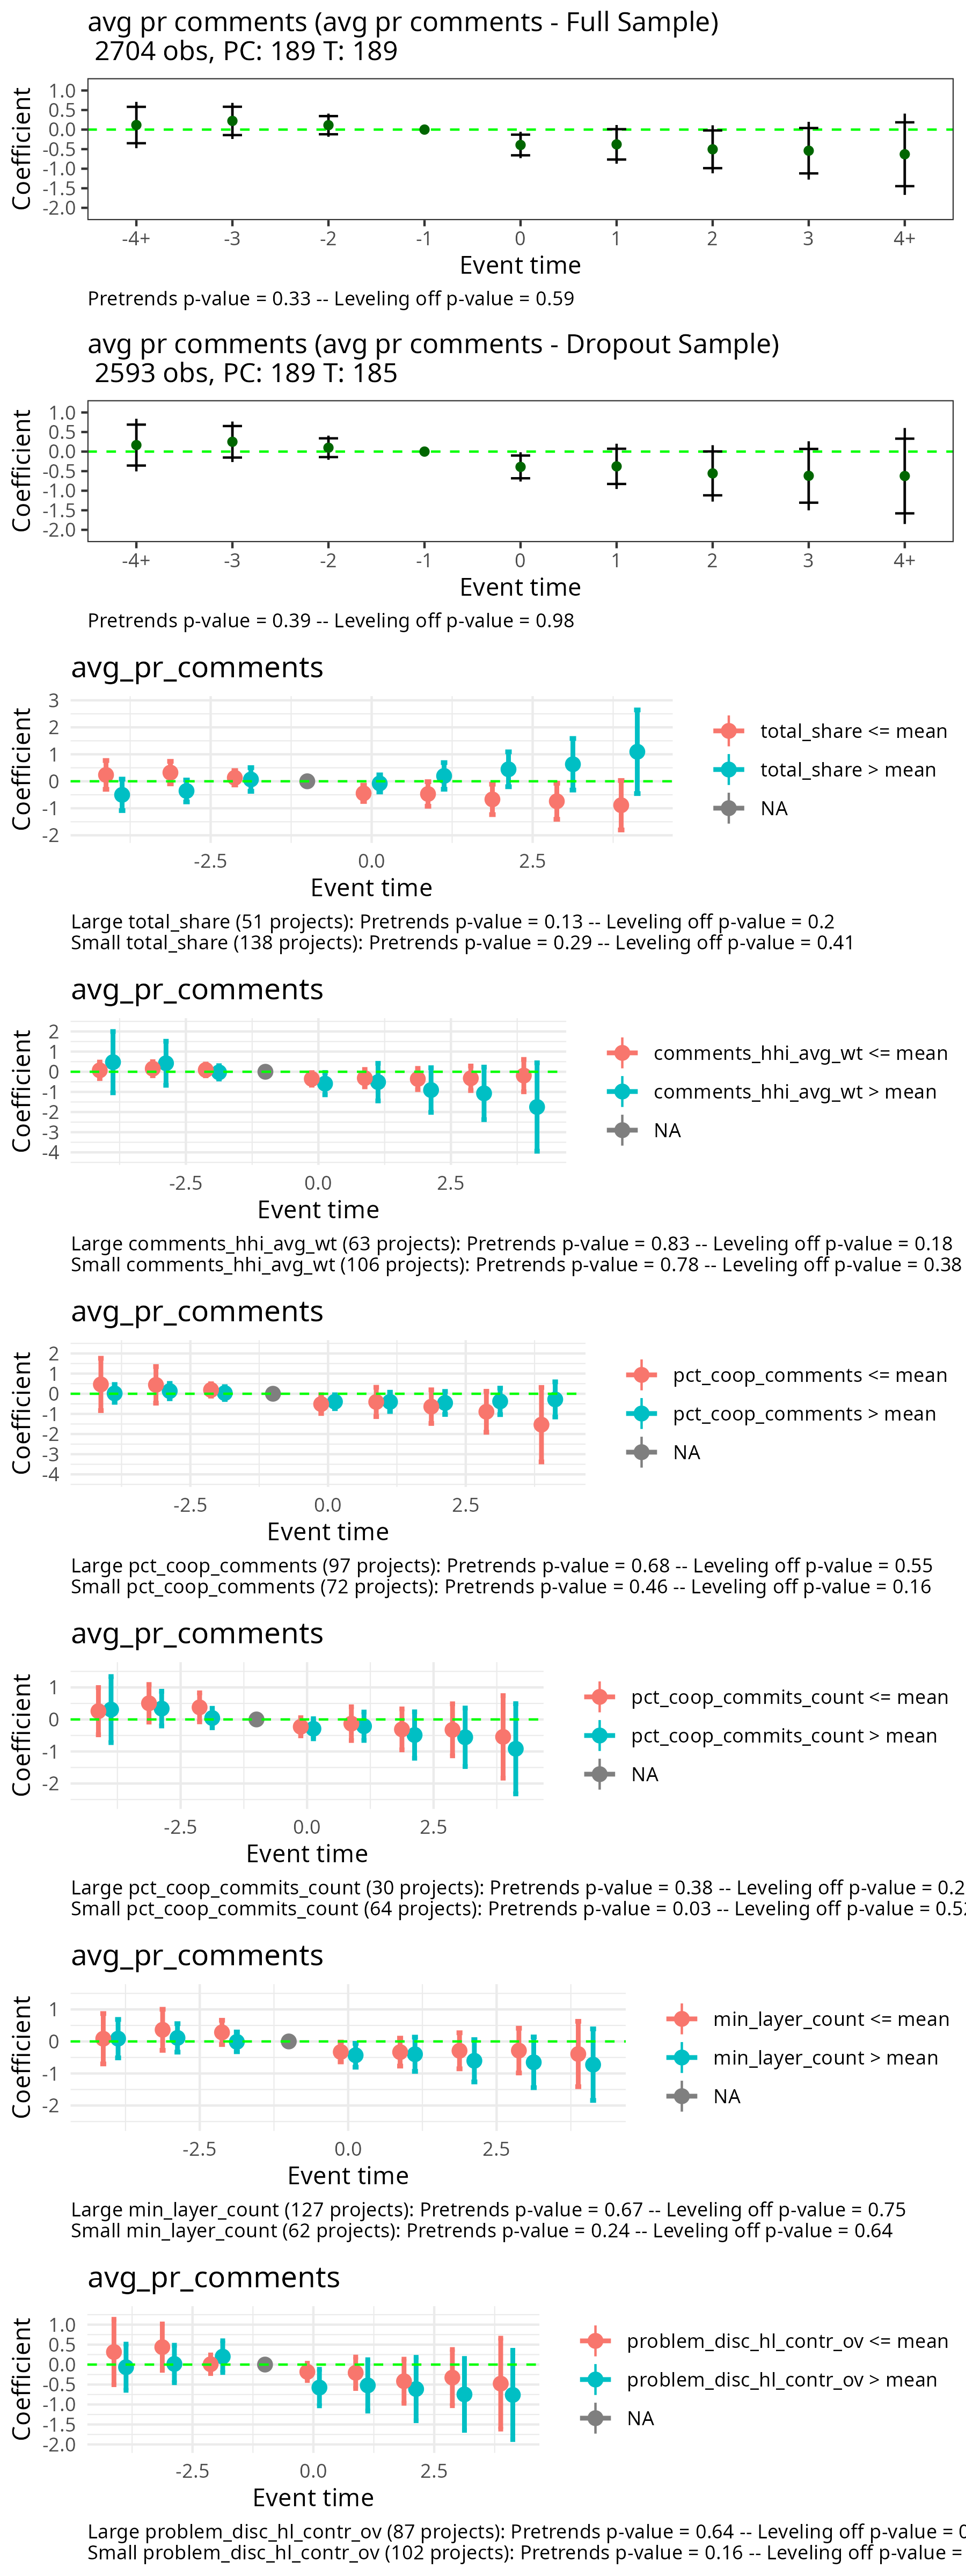 avg pr comments (avg pr comments - Full Sample)
2704 obs, PC: 189 T: 189
Coefficient
1.0
0.5
0.0
-0.5
-1.0
-1.5
-2.0
-4+ -3 -2 -1 0 1 2 3 4+
Event time
Pretrends p-value = 0.33 -- Leveling off p-value = 0.59
avg pr comments (avg pr comments - Dropout Sample)
2593 obs, PC: 189 T: 185
Coefficient
1.0
0.5
0.0
-0.5
-1.0
-1.5
-2.0
-4+ -3 -2 -1 0 1 2 3 4+
Event time
Pretrends p-value = 0.39 -- Leveling off p-value = 0.98
avg_pr_comments
Coefficient
3
2
1
0
-1
-2
-2.5 0.0 2.5
Event time
total_share <= mean
total_share > mean
NA
Large total_share (51 projects): Pretrends p-value = 0.13 -- Leveling off p-value = 0.2
Small total_share (138 projects): Pretrends p-value = 0.29 -- Leveling off p-value = 0.41
avg_pr_comments
Coefficient
2
1
0
-1
-2
-3
-4
-2.5 0.0 2.5
Event time
comments_hhi_avg_wt <= mean
comments_hhi_avg_wt > mean
NA
Large comments_hhi_avg_wt (63 projects): Pretrends p-value = 0.83 -- Leveling off p-value = 0.18
Small comments_hhi_avg_wt (106 projects): Pretrends p-value = 0.78 -- Leveling off p-value = 0.38
avg_pr_comments
Coefficient
2
1
0
-1
-2
-3
-4
-2.5 0.0 2.5
Event time
pct_coop_comments <= mean
pct_coop_comments > mean
NA
Large pct_coop_comments (97 projects): Pretrends p-value = 0.68 -- Leveling off p-value = 0.55
Small pct_coop_comments (72 projects): Pretrends p-value = 0.46 -- Leveling off p-value = 0.16
avg_pr_comments
Coefficient
1
0
-1
-2
-2.5 0.0 2.5
Event time
pct_coop_commits_count <= mean
pct_coop_commits_count > mean
NA
Large pct_coop_commits_count (30 projects): Pretrends p-value = 0.38 -- Leveling off p-value = 0.2
Small pct_coop_commits_count (64 projects): Pretrends p-value = 0.03 -- Leveling off p-value = 0.52
avg_pr_comments
Coefficient
1
0
-1
-2
-2.5 0.0 2.5
Event time
min_layer_count <= mean
min_layer_count > mean
NA
Large min_layer_count (127 projects): Pretrends p-value = 0.67 -- Leveling off p-value = 0.75
Small min_layer_count (62 projects): Pretrends p-value = 0.24 -- Leveling off p-value = 0.64
avg_pr_comments
Coefficient
1.0
0.5
0.0
-0.5
-1.0
-1.5
-2.0
-2.5 0.0 2.5
Event time
problem_disc_hl_contr_ov <= mean
problem_disc_hl_contr_ov > mean
NA
Large problem_disc_hl_contr_ov (87 projects): Pretrends p-value = 0.64 -- Leveling off p-value =
Small problem_disc_hl_contr_ov (102 projects): Pretrends p-value = 0.16 -- Leveling off p-value =